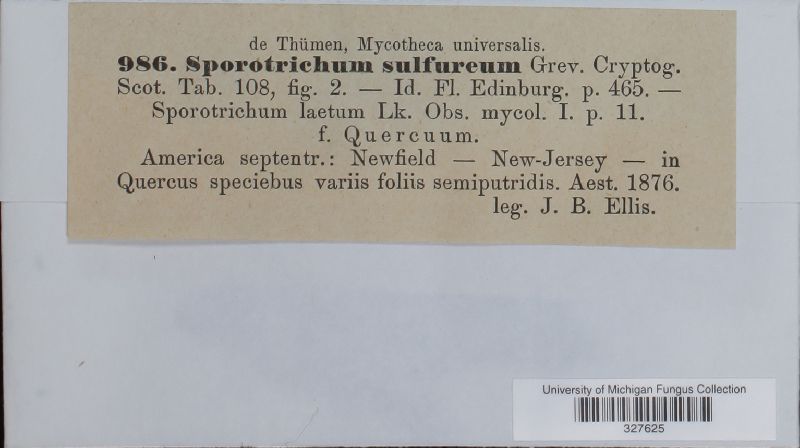 de Thümen, Mycotheca universalis.
986. Sporotrichum sulfureum Grev. Cryptog.
Scot. Tab. 108, fig. 2. — Id. Fl. Edinburg. p. 465. —
Sporotrichum laetum Lk. Obs. mycol. I. p. 11.
f. Quercuum.
America septentr.: Newfield — New-Jersey — in
Quercus speciebus variis foliis semiputridis. Aest. 1876.
leg. J. B. Ellis.
University of Michigan Fungus Collection
327625